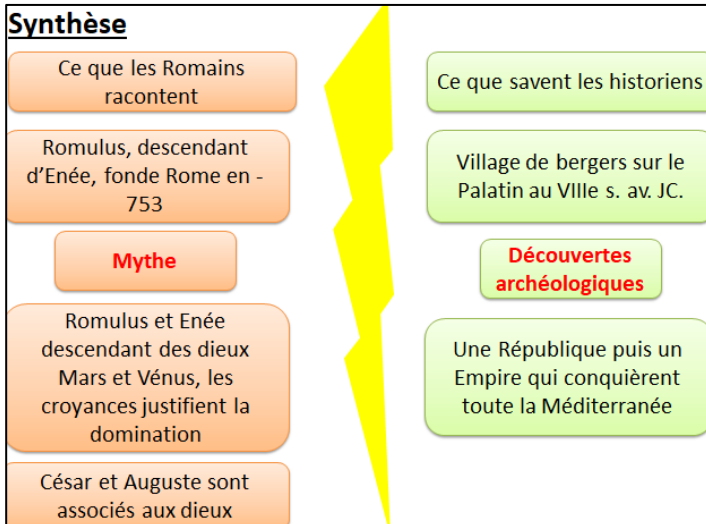 Synthèse
Ce que les Romains
racontent
Romulus, descendant
d'Enée, fonde Rome en -
753
Mythe
Romulus et Enée
descendant des dieux
Mars et Vénus, les
croyances justifient la
domination
César et Auguste sont
associés aux dieux
Ce que savent les historiens
Village de bergers sur le
Palatin au VIIIe s. av. JC.
Découvertes
archéologiques
Une République puis un
Empire qui conquièrent
toute la Méditerranée